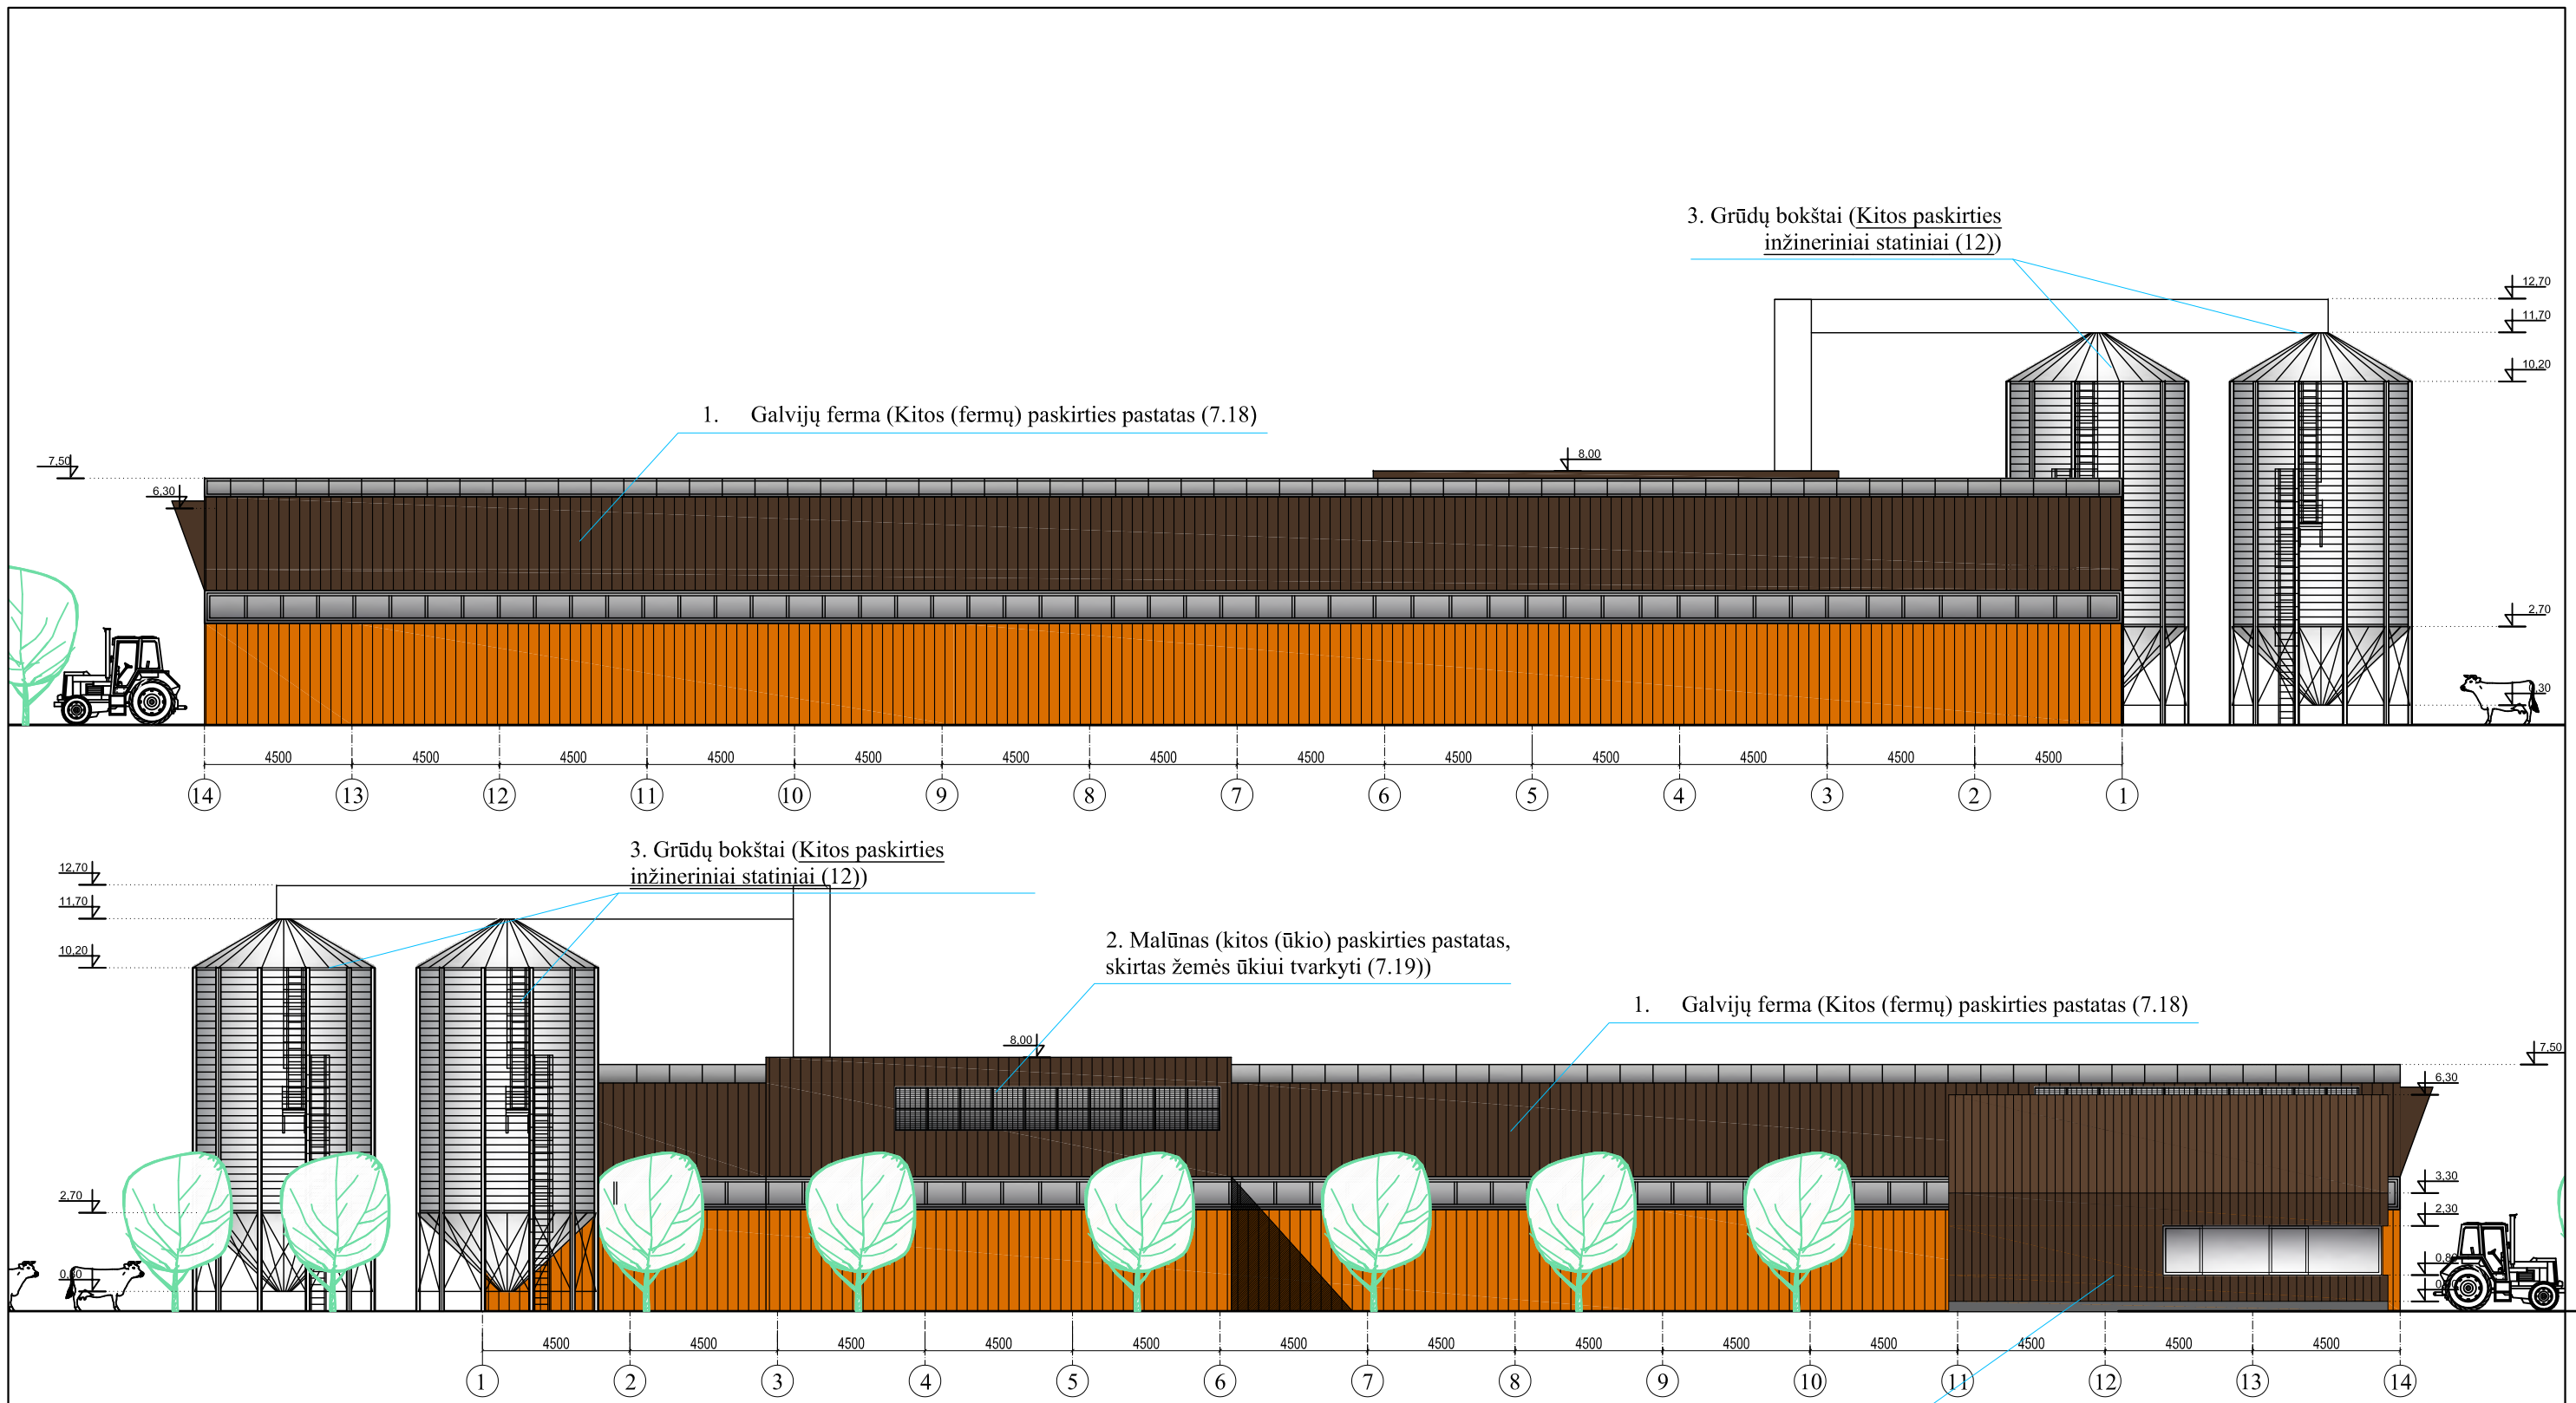 3. Grūdų bokštai (Kitos paskirties
inžineriniai statiniai (12))
12,70
11,70
10,20
1. Galvijų ferma (Kitos (fermų) paskirties pastatas (7.18)
8,00
7,50
6,30
2,70
4500 4500 4500 4500 4500 4500 4500 4500 4500 4500 4500 4500 4500
14 13 12 11 10 9 8 7 6 5 4 3 2 1
3. Grūdų bokštai (Kitos paskirties
inžineriniai statiniai (12))
12,70
11,70
10,20
2. Malūnas (kitos (ūkio) paskirties pastatas,
skirtas žemės ūkiui tvarkyti (7.19))
1. Galvijų ferma (Kitos (fermų) paskirties pastatas (7.18)
8,00
7,50
6,30
3,30
2,70
2,30
4500 4500 4500 4500 4500 4500 4500 4500 4500 4500 4500 4500 4500
1 2 3 4 5 6 7 8 9 10 11 12 13 14